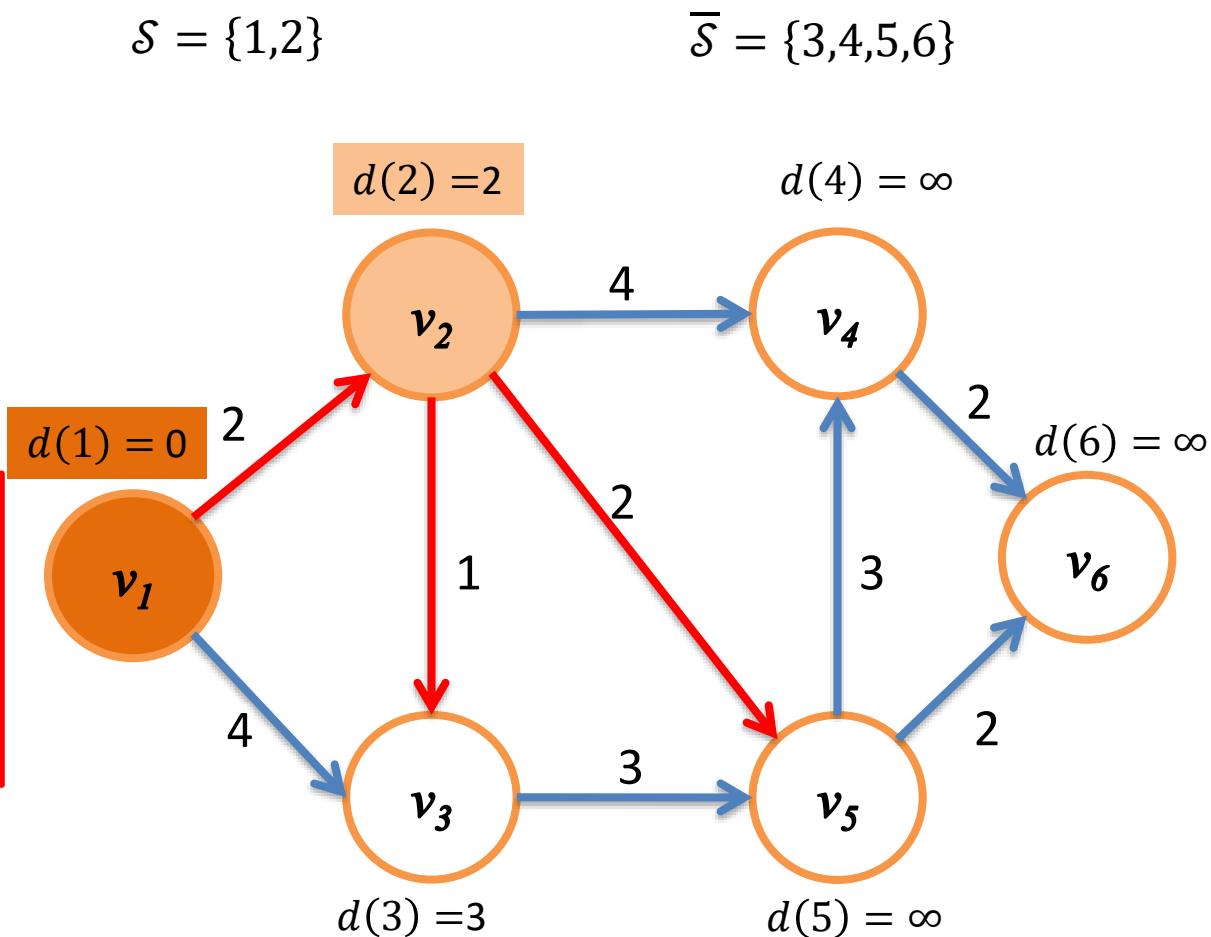 𝒮 = {1,2}
𝒮̅ = {3,4,5,6}
d(2) =2
d(4) = ∞
4
v₂
v₄
2
2
d(1) = 0
d(6) = ∞
2
v₁
1
3
v₆
4
2
3
v₃
v₅
d(3) =3
d(5) = ∞